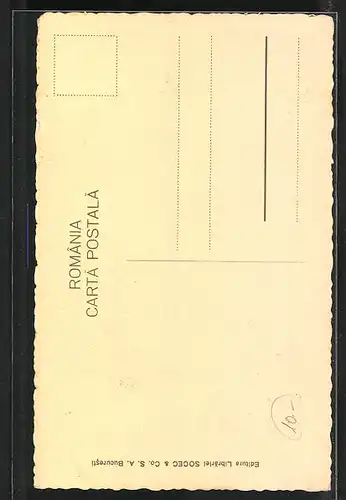 ROMÂNIA
CARTĂ POSTALĂ
Editura Librăriei SOCEC & Co. S. A. Bucureşti
10.-